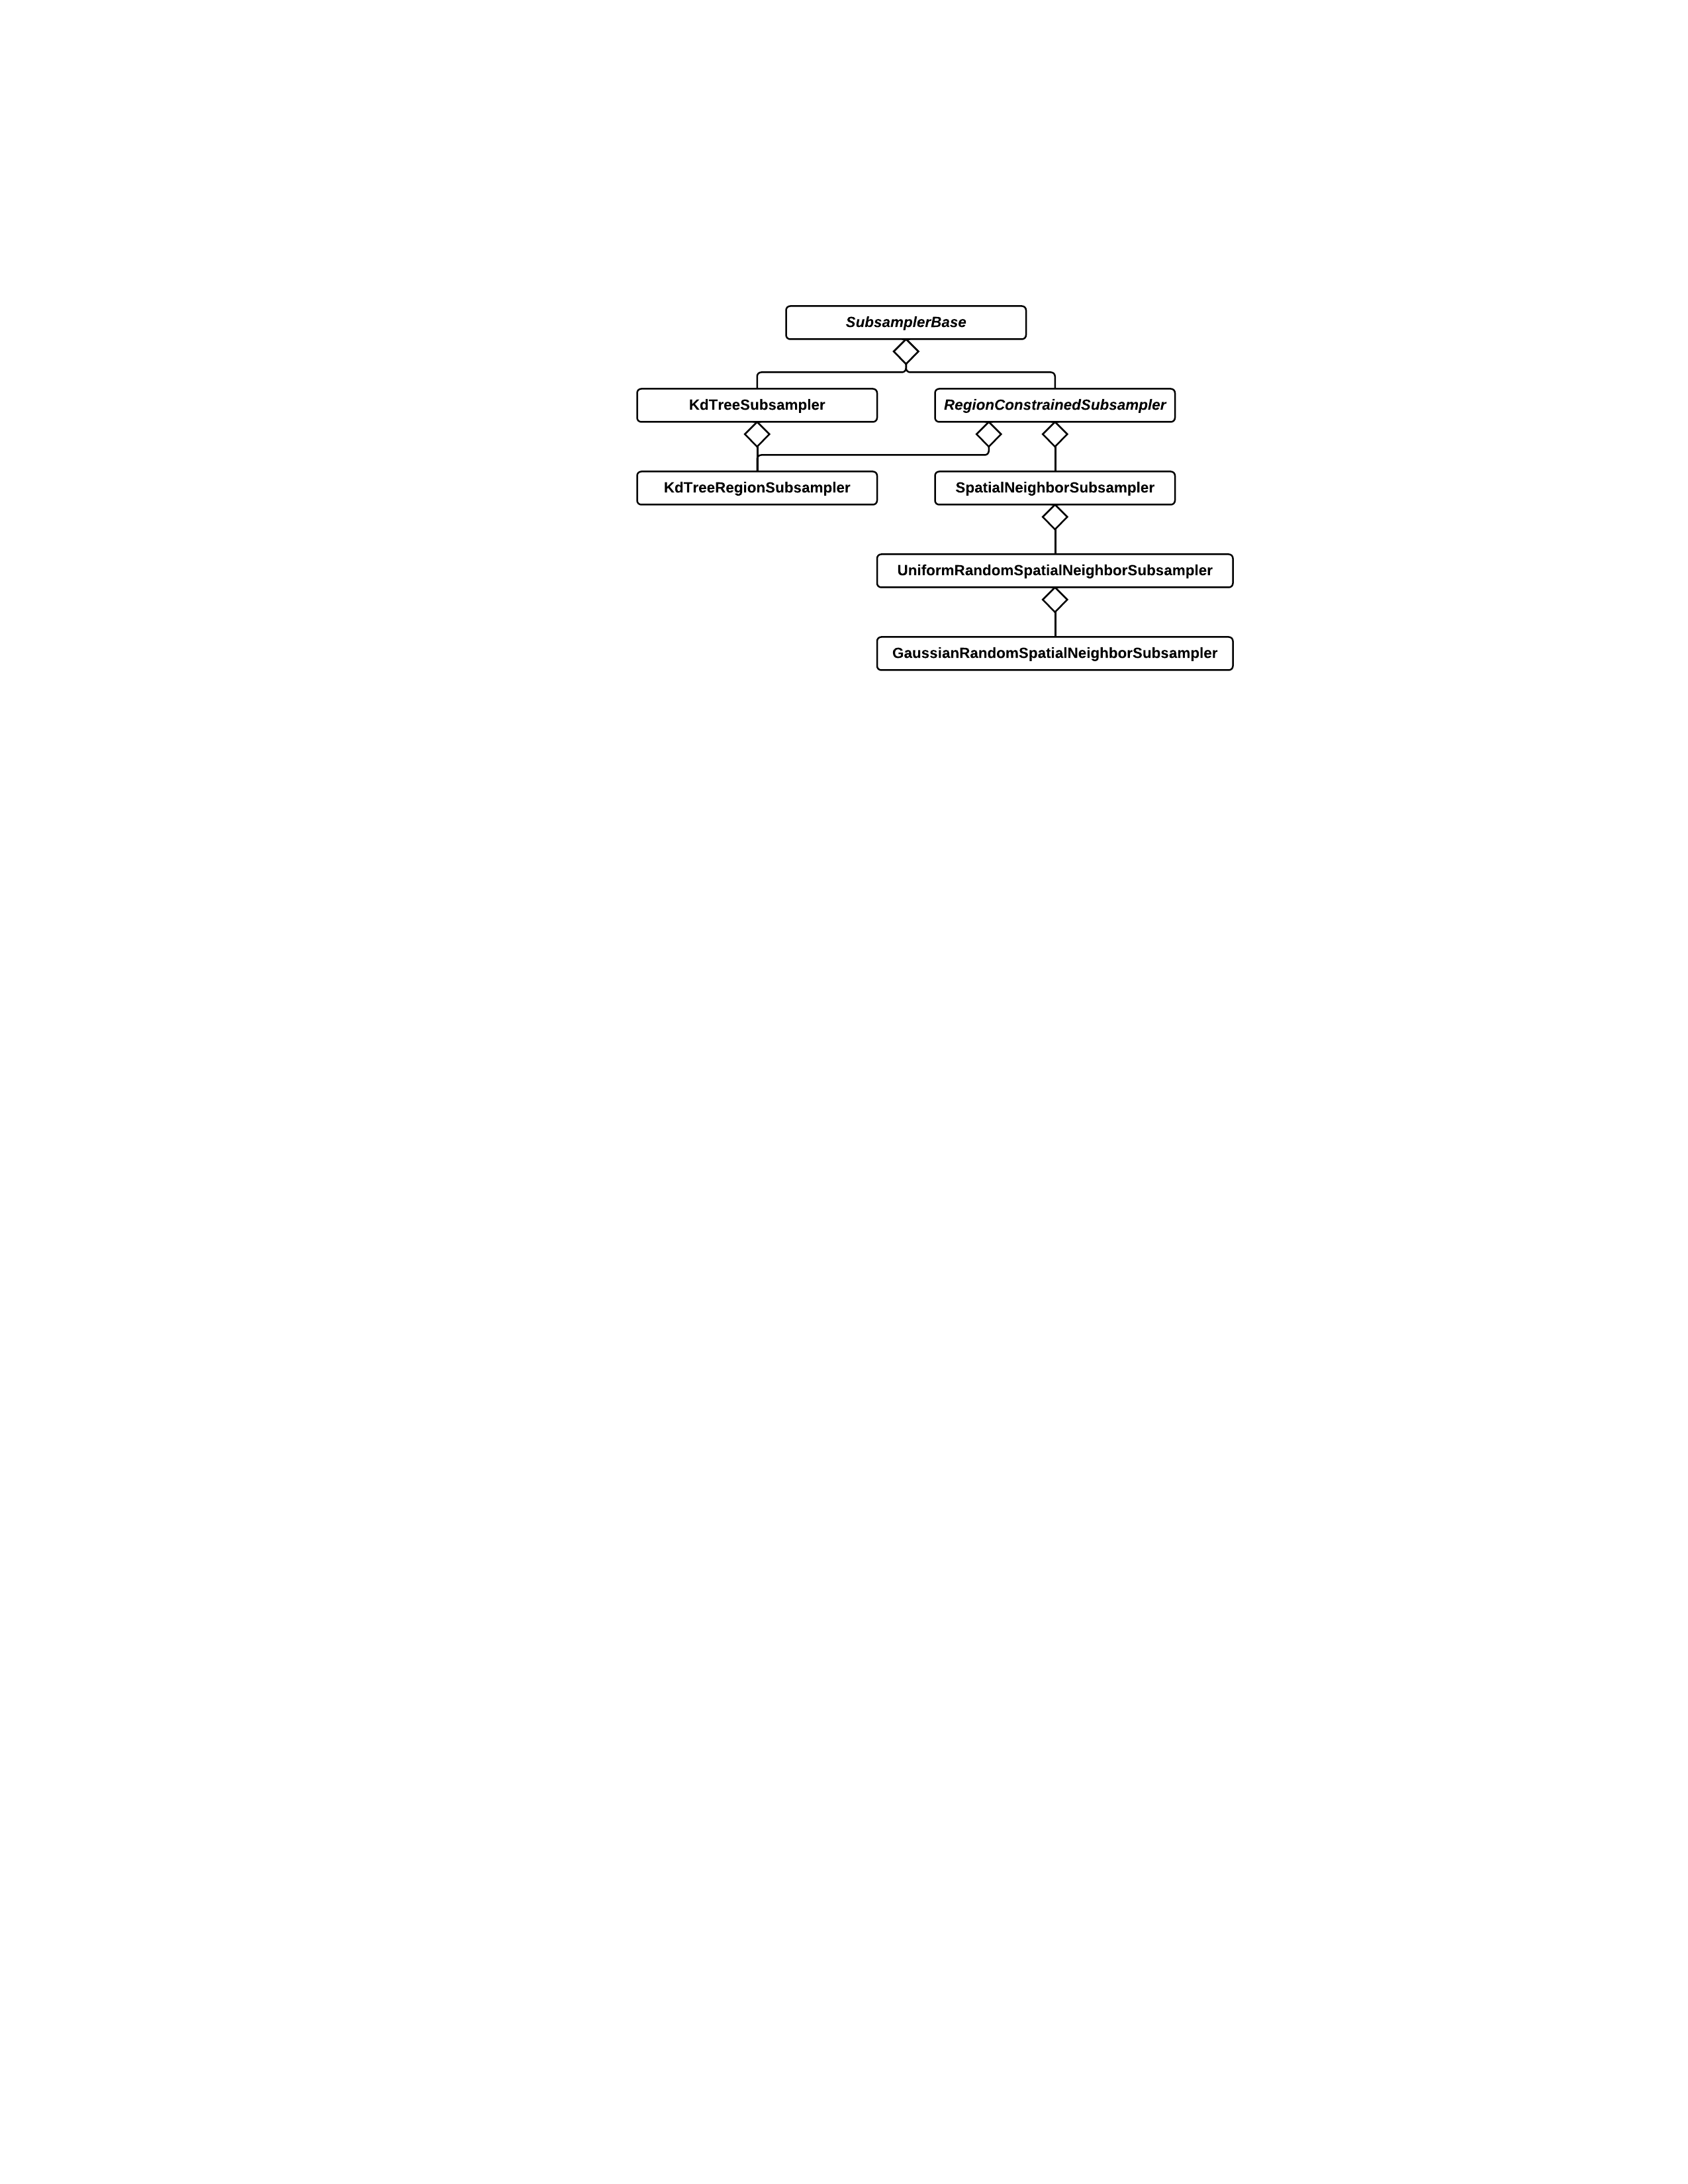 SubsamplerBase
KdTreeSubsampler
RegionConstrainedSubsampler
KdTreeRegionSubsampler
SpatialNeighborSubsampler
UniformRandomSpatialNeighborSubsampler
GaussianRandomSpatialNeighborSubsampler